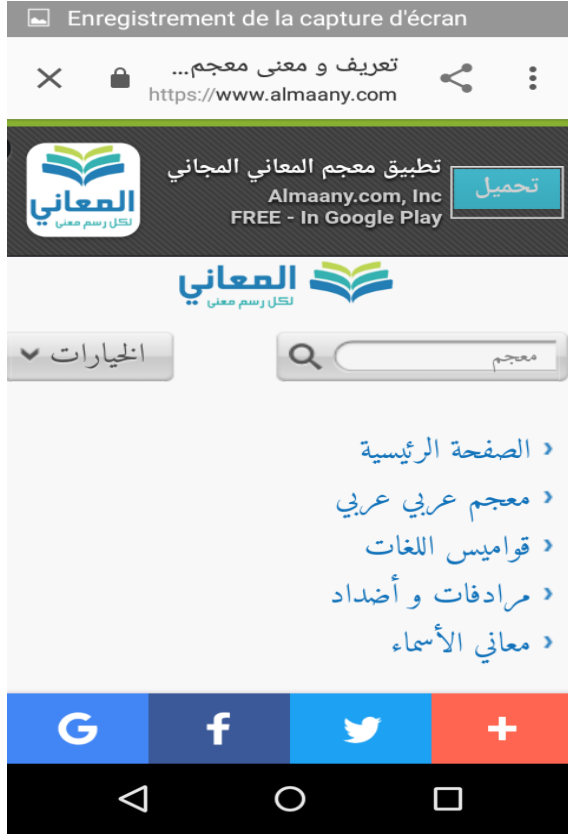 Enregistrement de la capture d'écran
تعريف و معنى معجم...
https://www.almaany.com
تطبيق معجم المعاني المجاني
Almaany.com, Inc
FREE - In Google Play
تحميل
المعاني
لكل رسم معنى
المعاني
لكل رسم معنى
معجم
الخيارات
الصفحة الرئيسية
معجم عربي عربي
قواميس اللغات
مرادفات و أضداد
معاني الأسماء